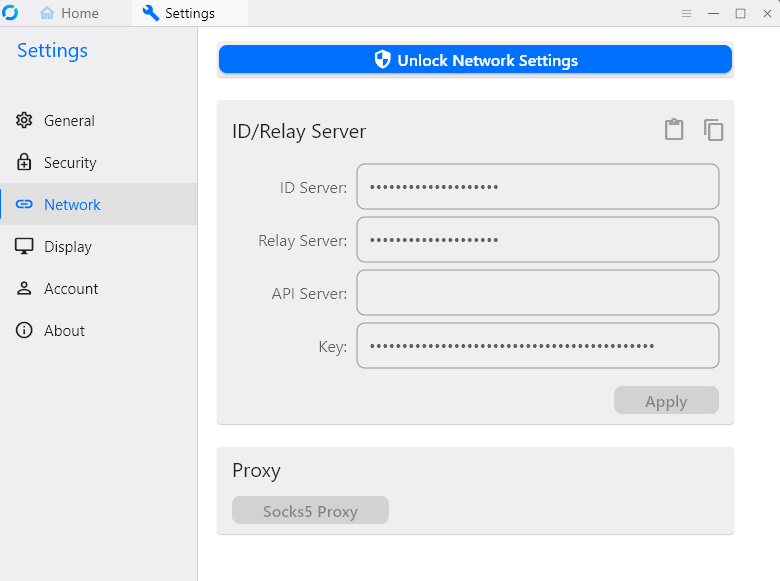 Home
Settings
Settings
Unlock Network Settings
General
Security
Network
Display
Account
About
ID/Relay Server
ID Server: ••••••••••••••••••••
Relay Server: ••••••••••••••••••••
API Server:
Key: ••••••••••••••••••••••••••••••••••••••••••••
Apply
Proxy
Socks5 Proxy